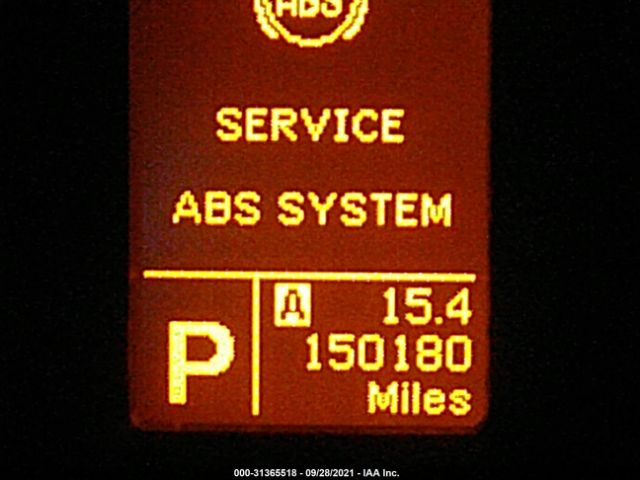 ABS
SERVICE
ABS SYSTEM
A 15.4
P 150180
Miles
000-31365518 - 09/28/2021 - IAA Inc.